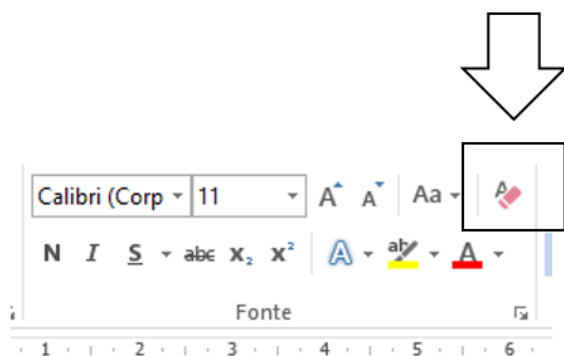 Calibri (Corp 11 A A Aa A
N I S abc X₂ X² A ab A
Fonte
1 2 3 4 5 6